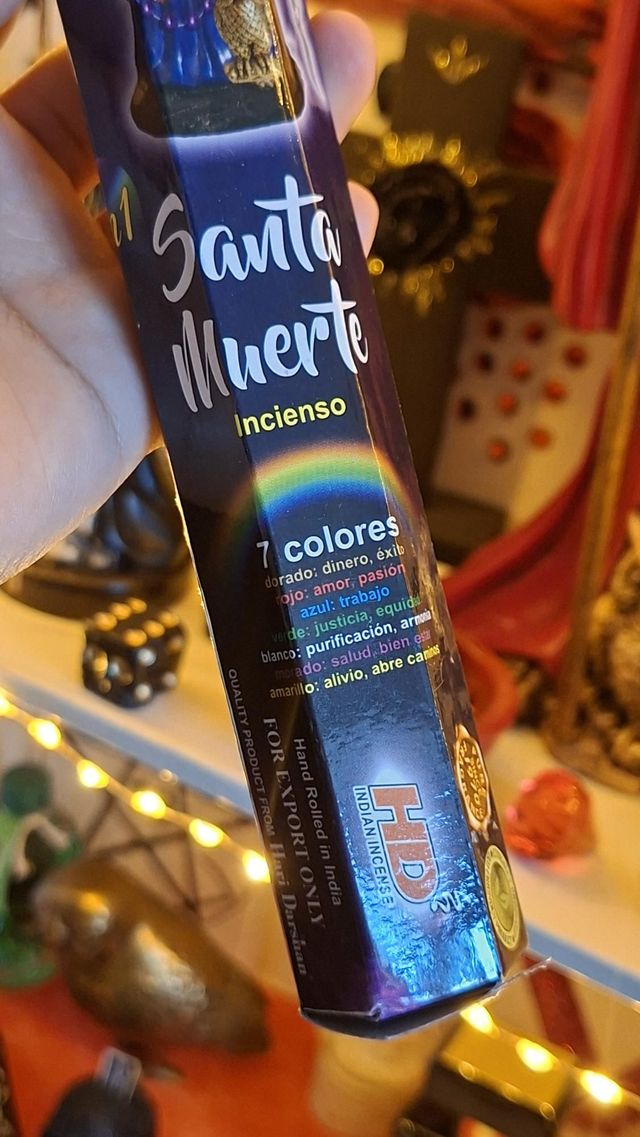 Santa
Muerte
Incienso
7 colores
dorado: dinero, éxito
rojo: amor, pasión
azul: trabajo
verde: justicia, equidad
blanco: purificación, armonia
morado: salud, bien estar
amarillo: alivio, abre caminos
HD
INDIAN INCENSE
Hand Rolled in India
FOR EXPORT ONLY
QUALITY PRODUCT FROM Hari Darshan